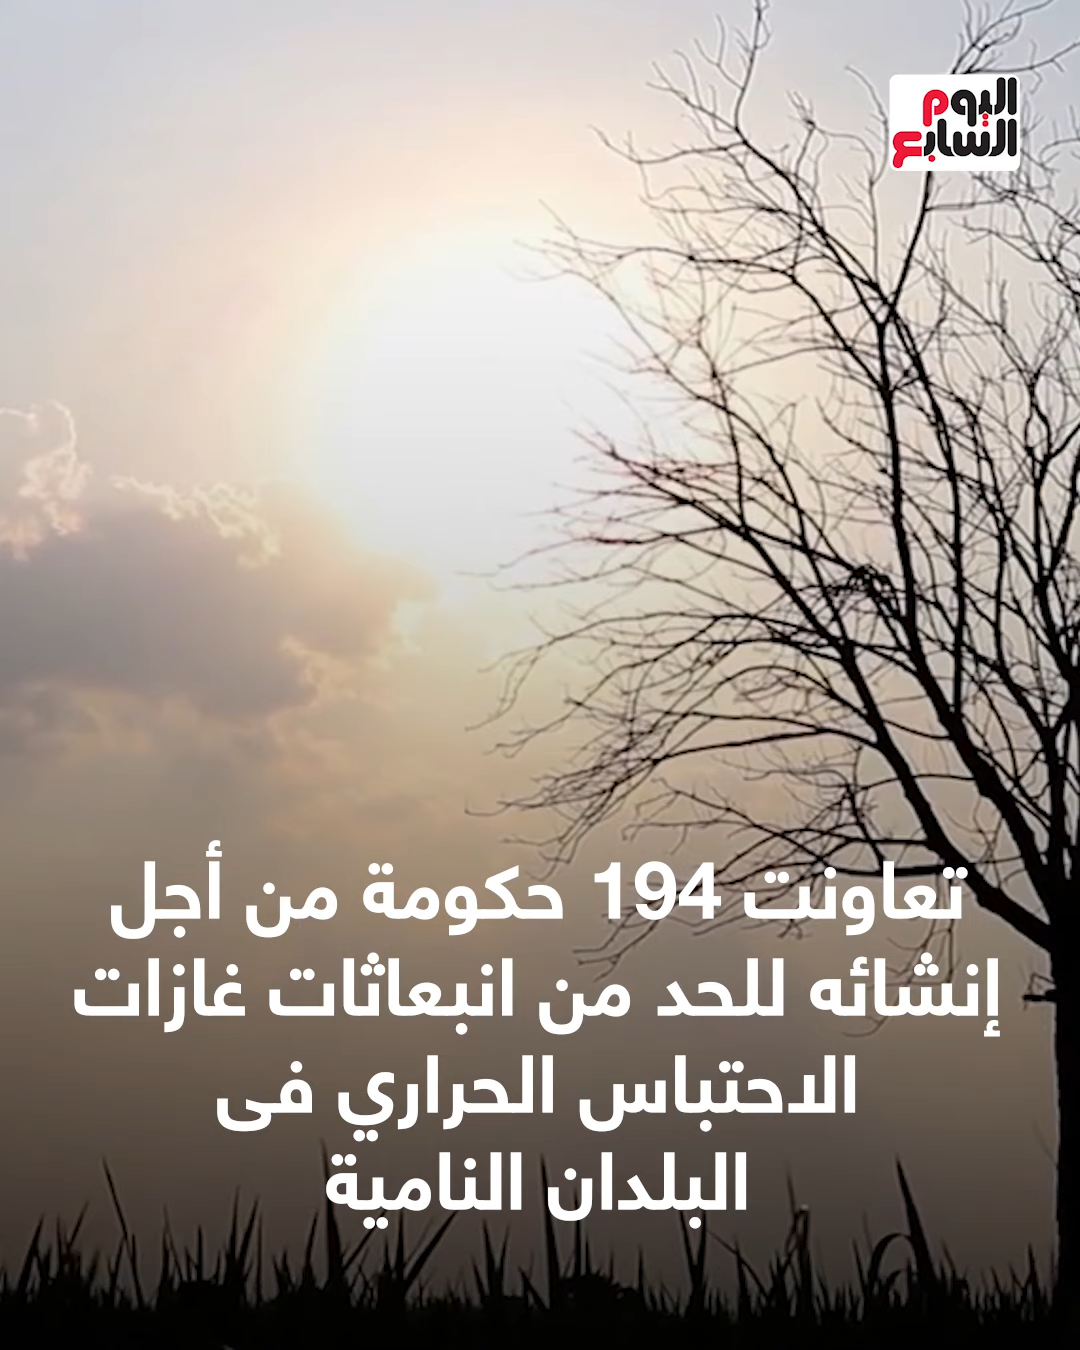 اليوم
السابع
تعاونت 194 حكومة من أجل
إنشائه للحد من انبعاثات غازات
الاحتباس الحراري فى
البلدان النامية